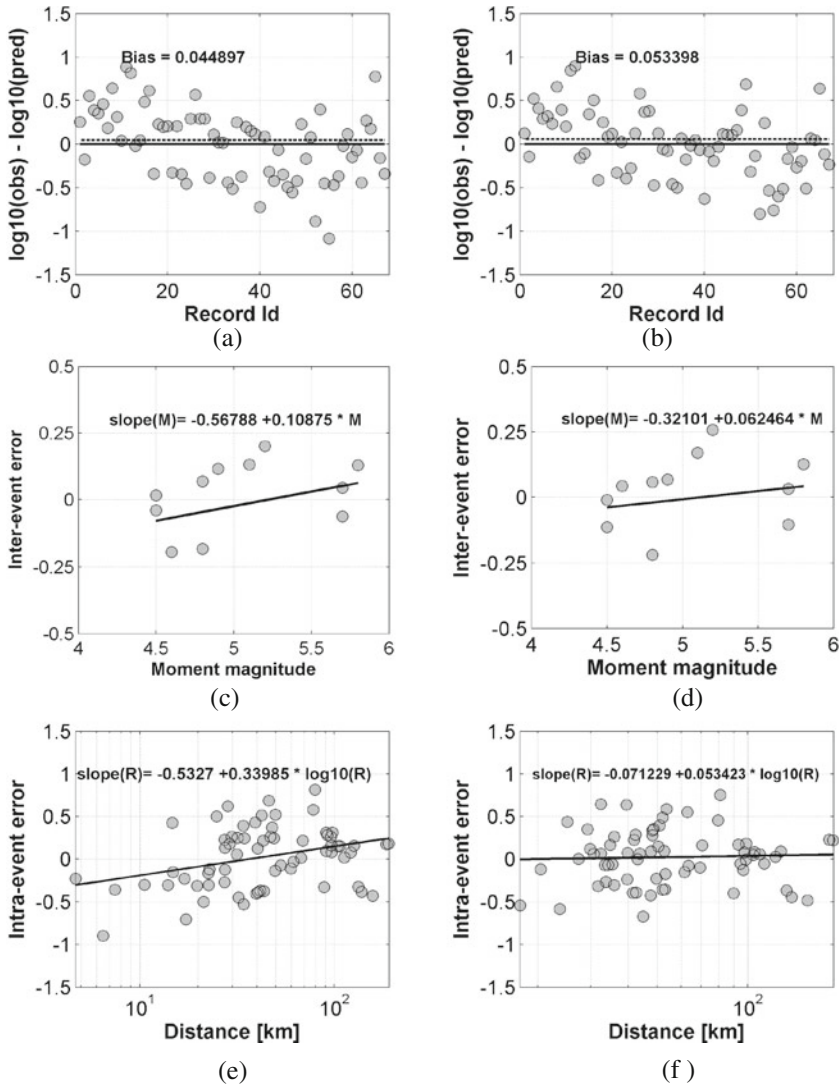 1.5
1
0.5
0
-0.5
-1
-1.5
log10(obs) - log10(pred)
Bias = 0.044897
0 20 40 60
Record Id
(a)
1.5
1
0.5
0
-0.5
-1
-1.5
log10(obs) - log10(pred)
Bias = 0.053398
0 20 40 60
Record Id
(b)
0.5
0.25
0
-0.25
-0.5
Inter-event error
slope(M)= -0.56788 +0.10875 * M
4 4.5 5 5.5 6
Moment magnitude
(c)
0.5
0.25
0
-0.25
-0.5
Inter-event error
slope(M)= -0.32101 +0.062464 * M
4 4.5 5 5.5 6
Moment magnitude
(d)
1.5
1
0.5
0
-0.5
-1
-1.5
Intra-event error
slope(R)= -0.5327 +0.33985 * log10(R)
10^1 10^2
Distance [km]
(e)
1.5
1
0.5
0
-0.5
-1
-1.5
Intra-event error
slope(R)= -0.071229 +0.053423 * log10(R)
10^2
Distance [km]
(f )